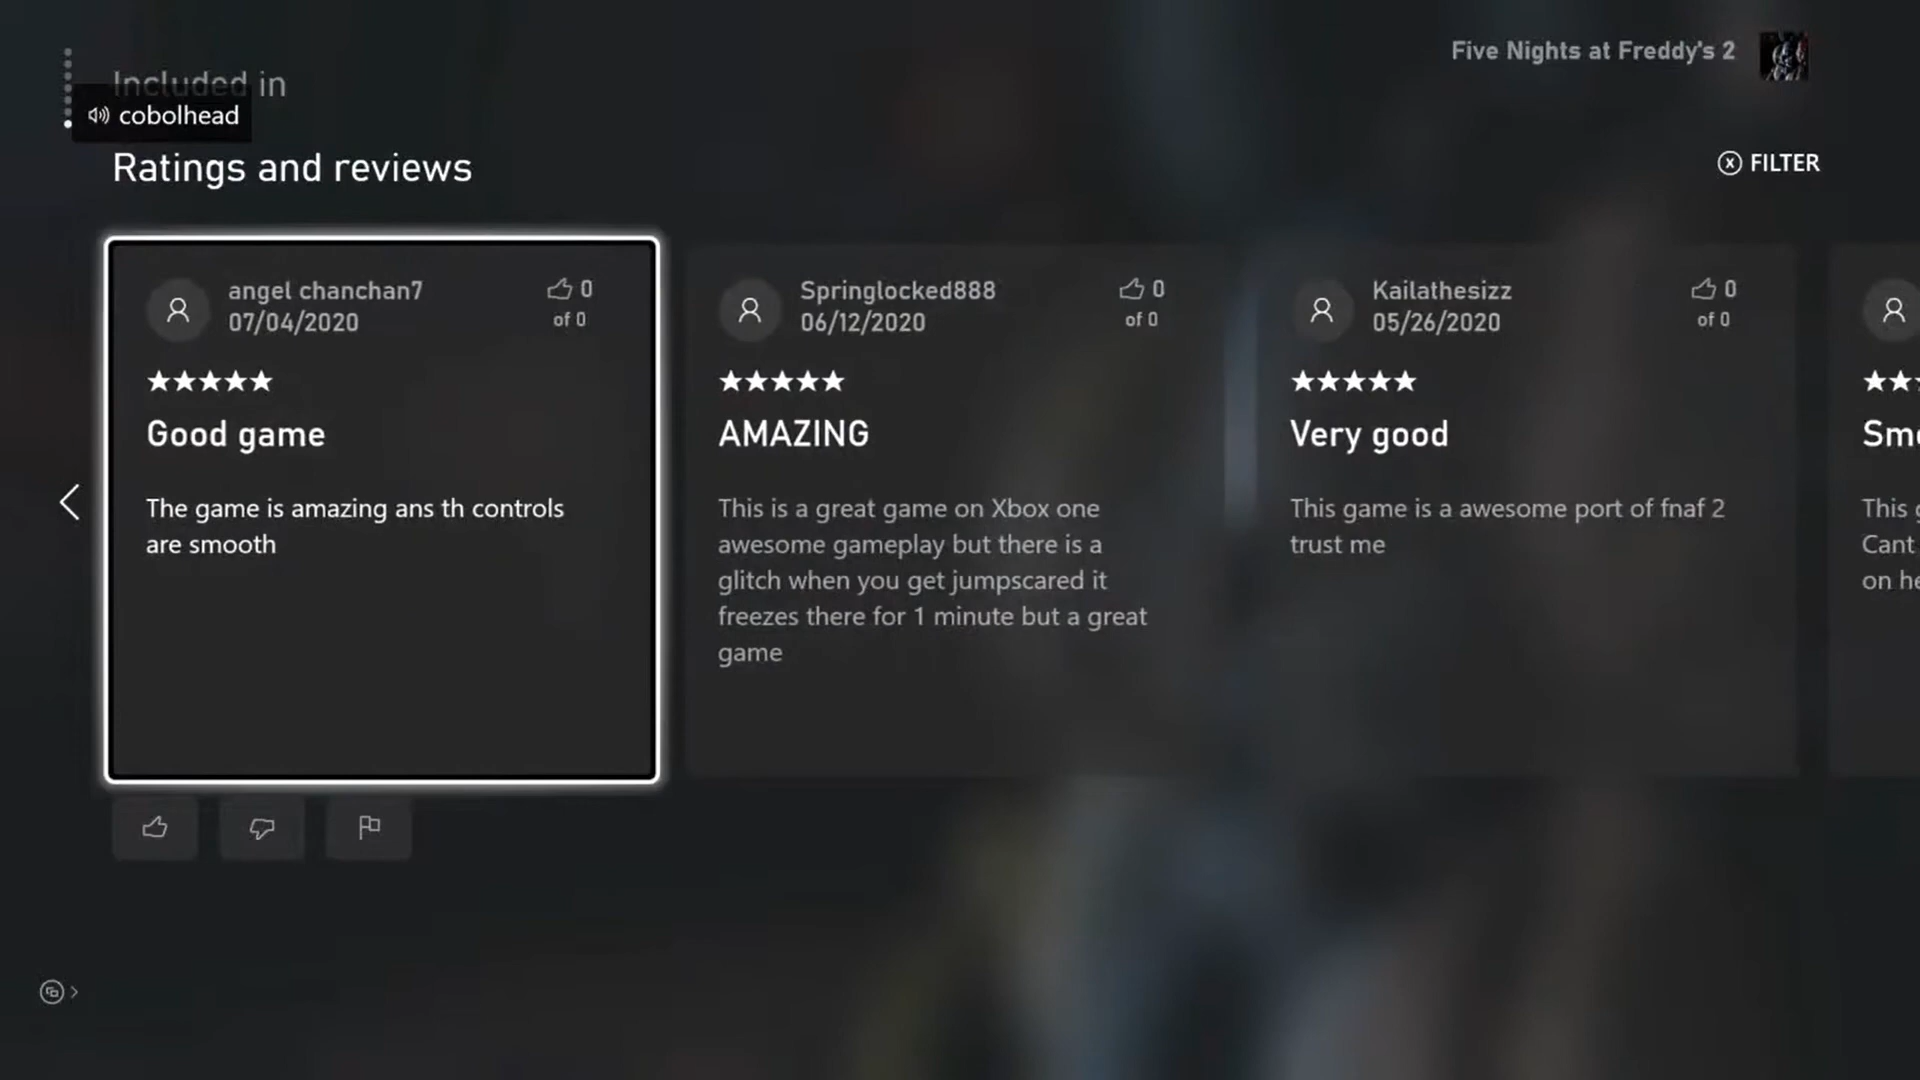 Five Nights at Freddy's 2
Included in
cobolhead
Ratings and reviews
FILTER
angel chanchan7
07/04/2020
0
of 0
Good game
The game is amazing ans th controls
are smooth
Springlocked888
06/12/2020
0
of 0
AMAZING
This is a great game on Xbox one
awesome gameplay but there is a
glitch when you get jumpscared it
freezes there for 1 minute but a great
game
Kailathesizz
05/26/2020
0
of 0
Very good
This game is a awesome port of fnaf 2
trust me
This
Cant
on